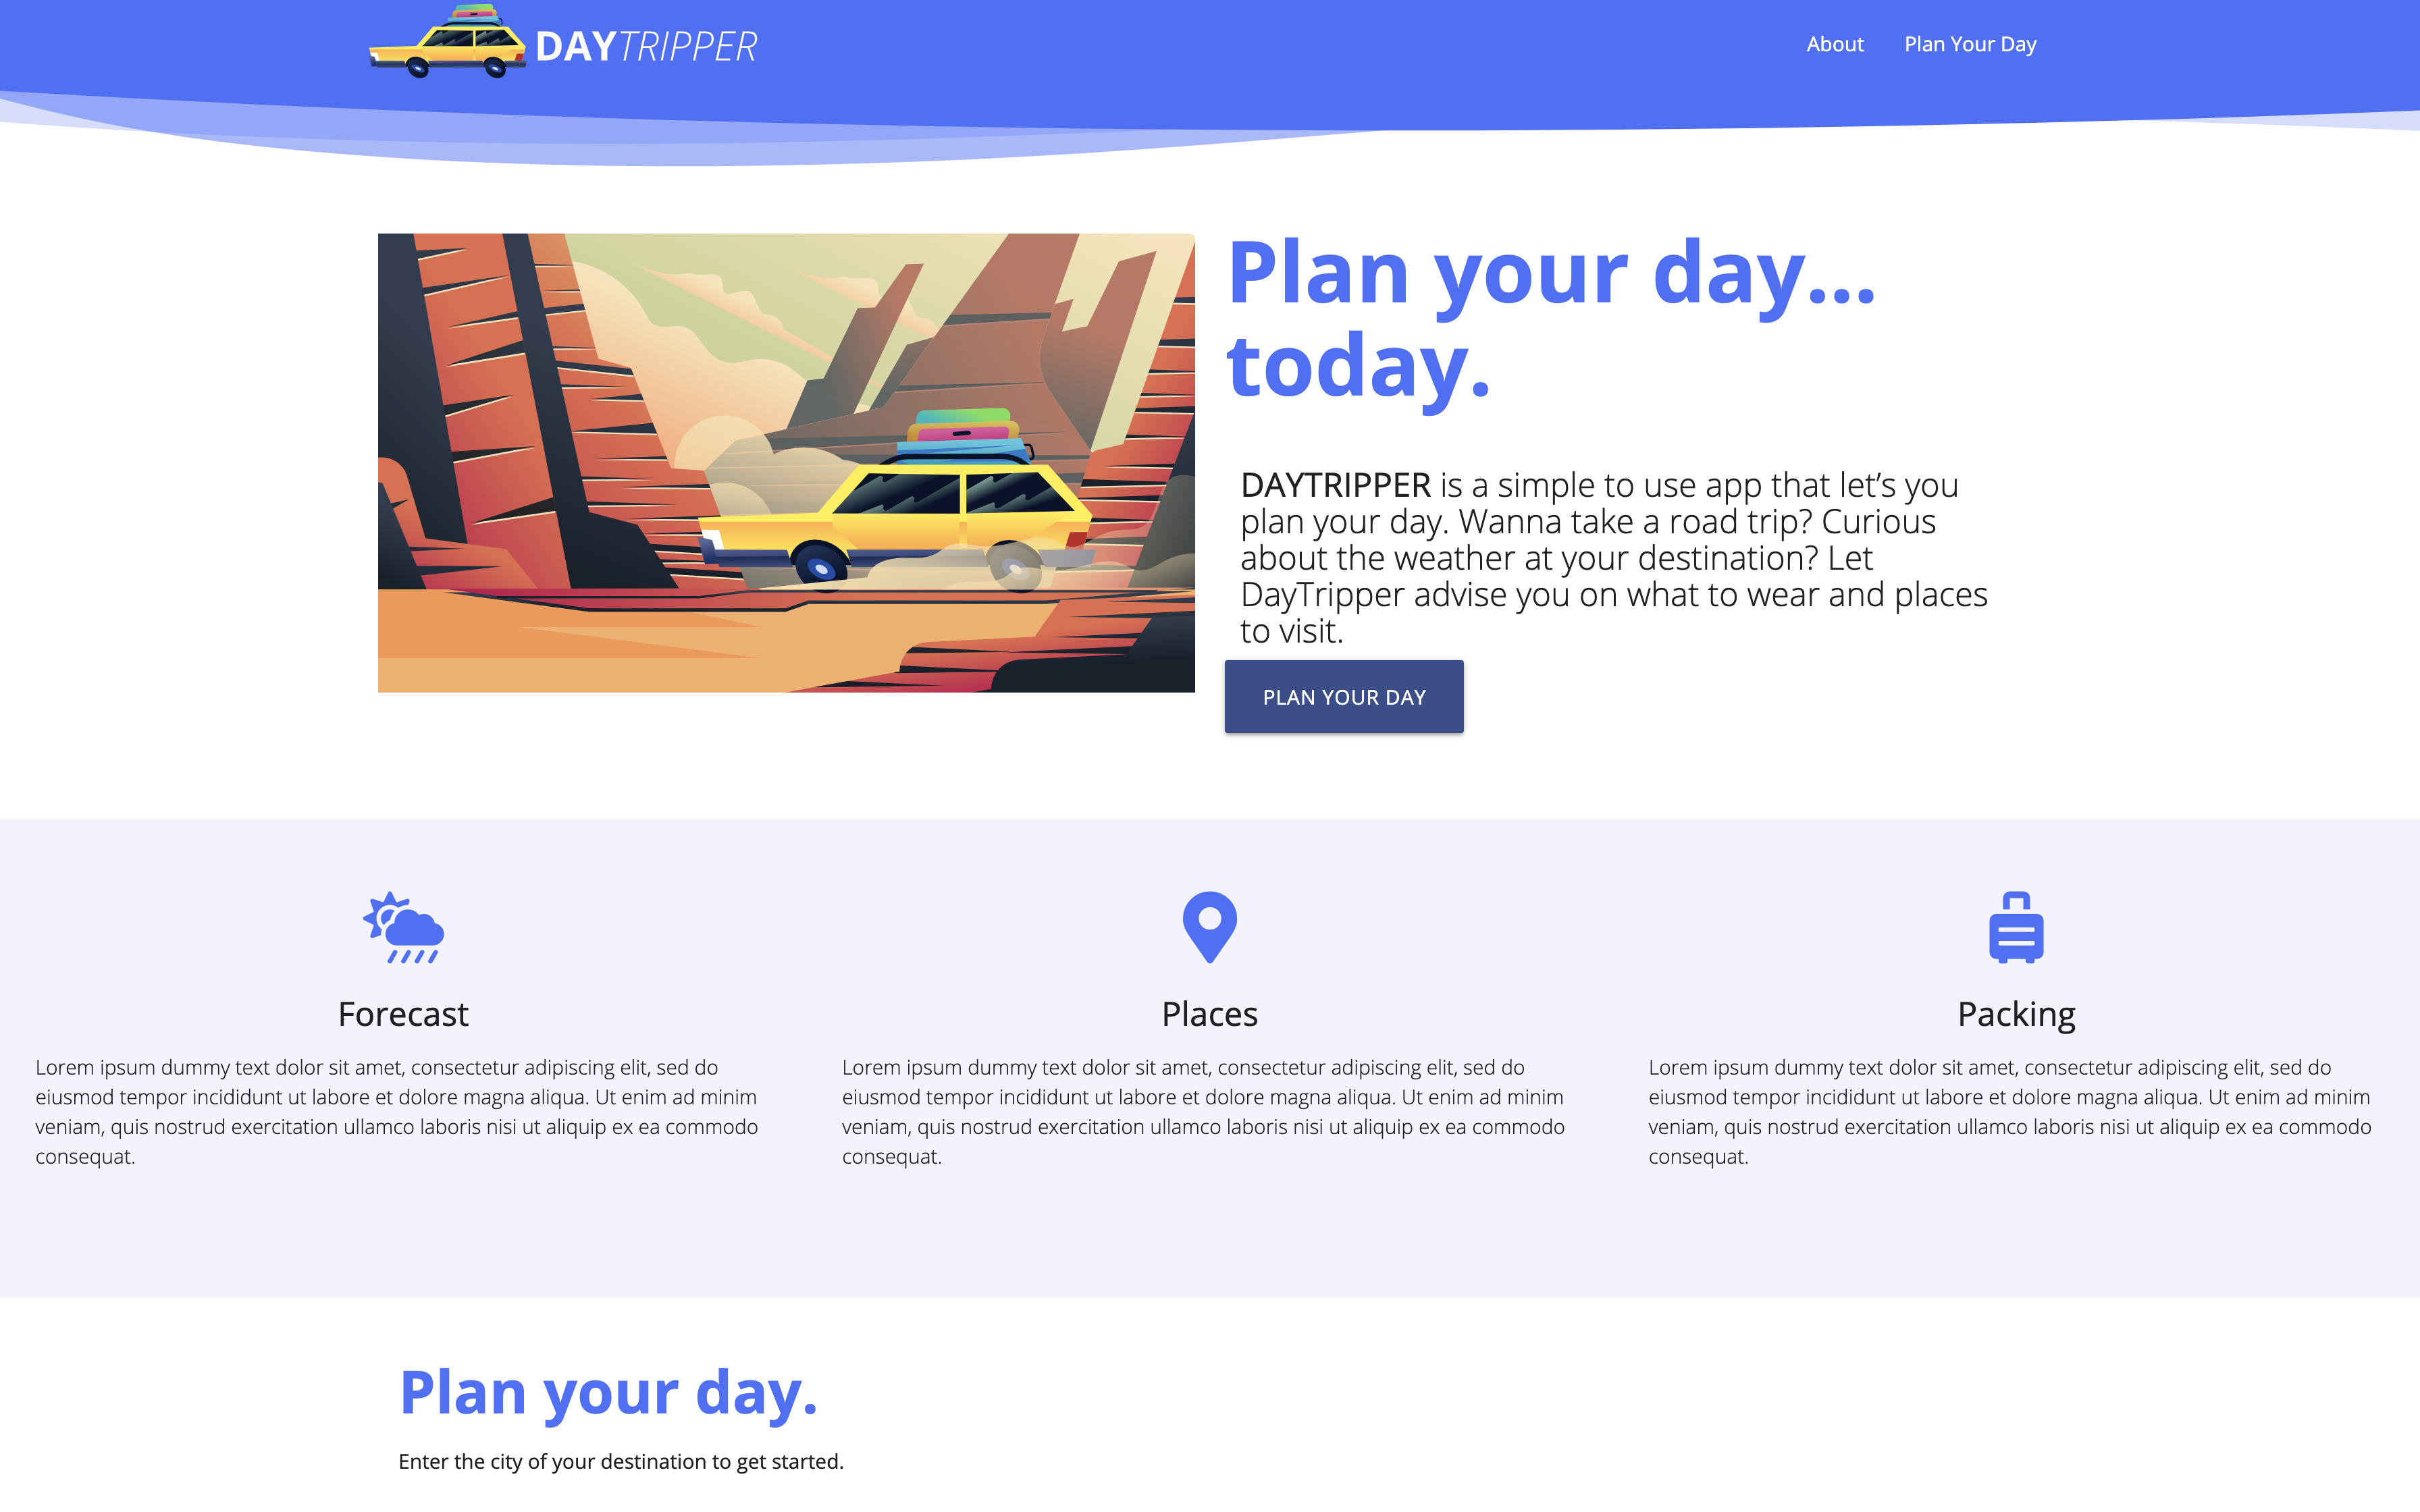 DAYTRIPPER
About
Plan Your Day
Plan your day...
today.
DAYTRIPPER is a simple to use app that let’s you
plan your day. Wanna take a road trip? Curious
about the weather at your destination? Let
DayTripper advise you on what to wear and places
to visit.
PLAN YOUR DAY
Forecast
Lorem ipsum dummy text dolor sit amet, consectetur adipiscing elit, sed do
eiusmod tempor incididunt ut labore et dolore magna aliqua. Ut enim ad minim
veniam, quis nostrud exercitation ullamco laboris nisi ut aliquip ex ea commodo
consequat.
Places
Lorem ipsum dummy text dolor sit amet, consectetur adipiscing elit, sed do
eiusmod tempor incididunt ut labore et dolore magna aliqua. Ut enim ad minim
veniam, quis nostrud exercitation ullamco laboris nisi ut aliquip ex ea commodo
consequat.
Packing
Lorem ipsum dummy text dolor sit amet, consectetur adipiscing elit, sed do
eiusmod tempor incididunt ut labore et dolore magna aliqua. Ut enim ad minim
veniam, quis nostrud exercitation ullamco laboris nisi ut aliquip ex ea commodo
consequat.
Plan your day.
Enter the city of your destination to get started.